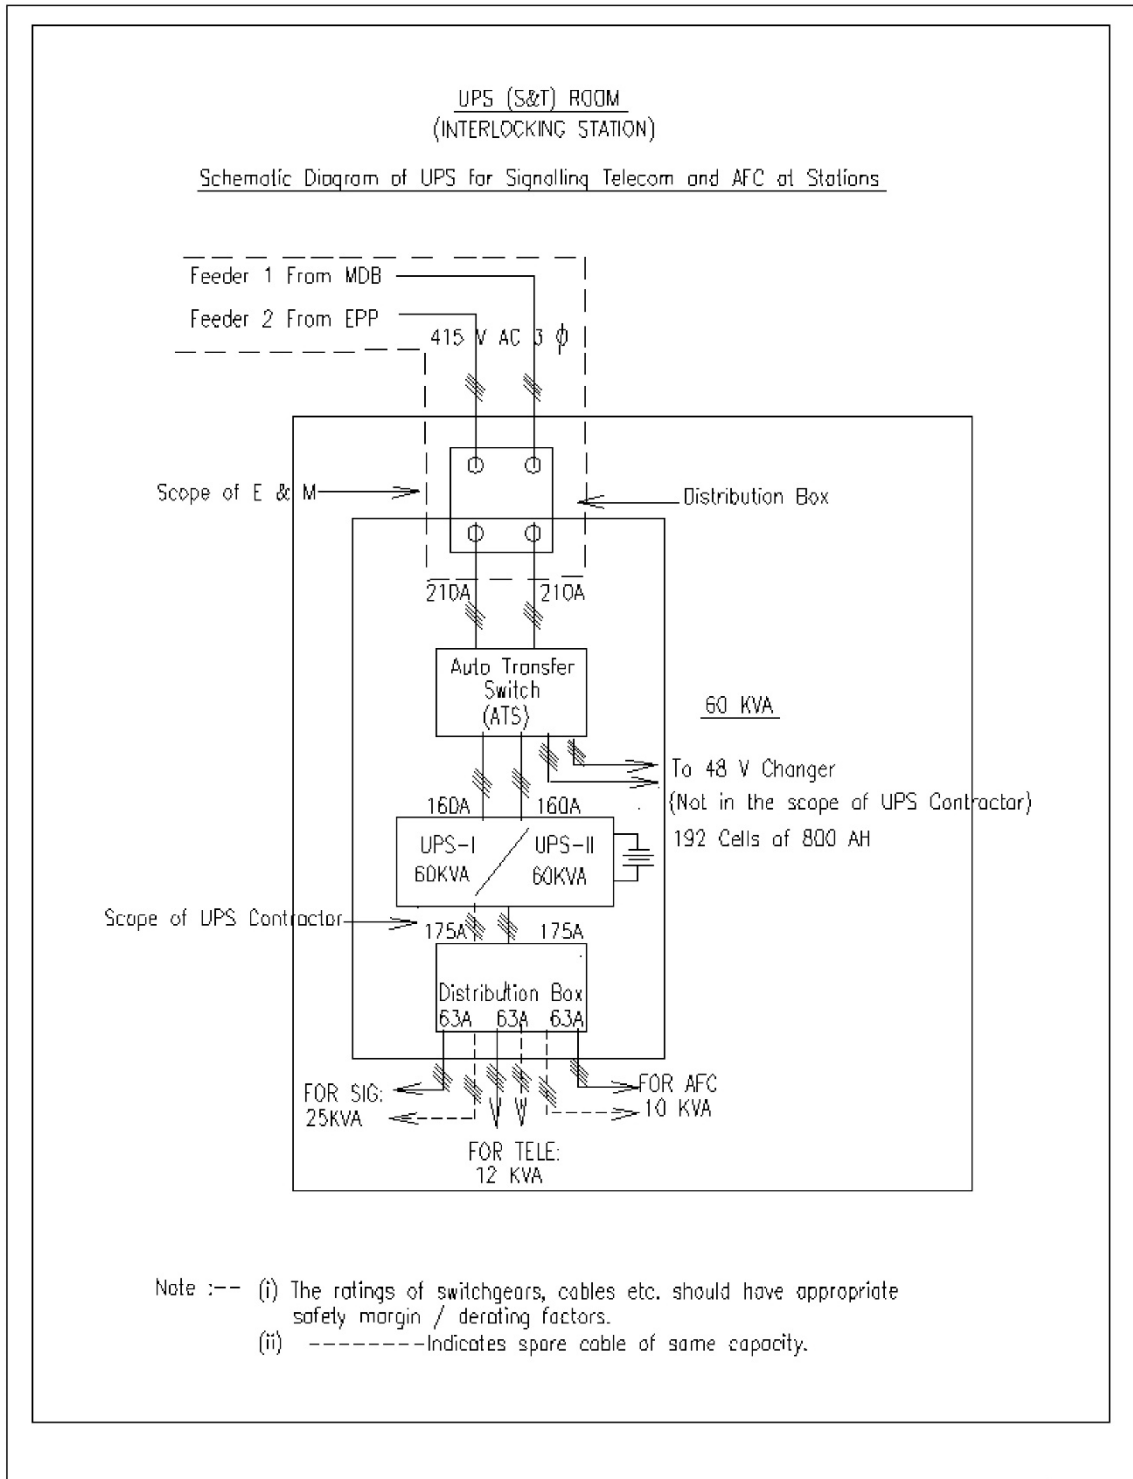 UPS (S&T) ROOM
(INTERLOCKING STATION)
Schematic Diagram of UPS for Signalling Telecom and AFC at Stations
Feeder 1 From MDB
Feeder 2 From EPP
415 V AC 3 ϕ
Scope of E & M
Distribution Box
210A 210A
Auto Transfer
Switch
(ATS)
60 KVA
To 48 V Changer
(Not in the scope of UPS Contractor)
160A 160A
UPS-I UPS-II
60KVA 60KVA
192 Cells of 800 AH
Scope of UPS Contractor
175A 175A
Distribution Box
63A 63A 63A
FOR SIG:
25KVA
FOR AFC
10 KVA
FOR TELE:
12 KVA
Note :-- (i) The ratings of switchgears, cables etc. should have appropriate
safety margin / derating factors.
(ii) --------Indicates spare cable of same capacity.